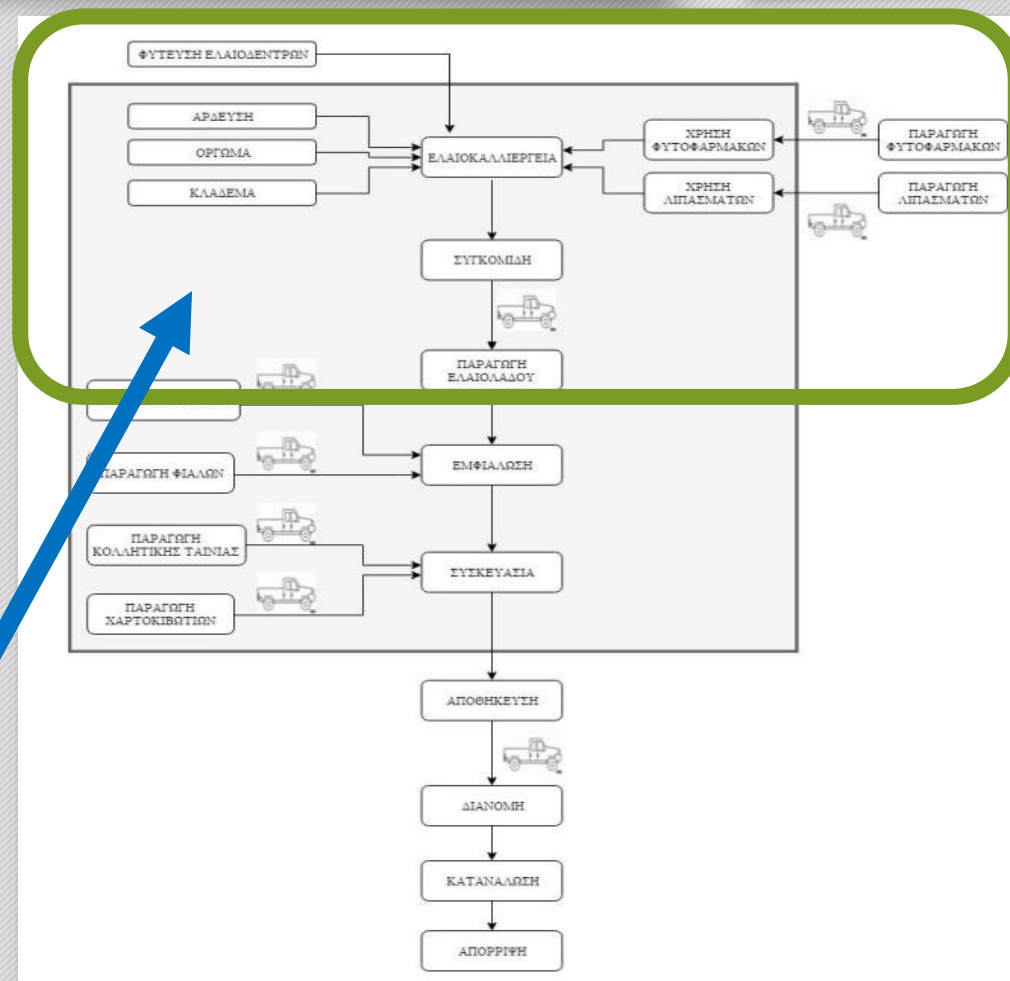 ΦΥΤΕΥΣΗ ΕΛΑΙΟΔΕΝΤΡΩΝ
ΑΡΔΕΥΣΗ
ΟΡΓΩΜΑ
ΚΛΑΔΕΜΑ
ΕΛΑΙΟΚΑΛΛΙΕΡΓΕΙΑ
ΧΡΗΣΗ
ΦΥΤΟΦΑΡΜΑΚΩΝ
ΠΑΡΑΓΩΓΗ
ΦΥΤΟΦΑΡΜΑΚΩΝ
ΧΡΗΣΗ
ΛΙΠΑΣΜΑΤΩΝ
ΠΑΡΑΓΩΓΗ
ΛΙΠΑΣΜΑΤΩΝ
ΣΥΓΚΟΜΙΔΗ
ΠΑΡΑΓΩΓΗ
ΕΛΑΙΟΛΑΔΟΥ
ΕΜΦΙΑΛΩΣΗ
ΠΑΡΑΓΩΓΗ ΦΙΑΛΩΝ
ΠΑΡΑΓΩΓΗ
ΚΟΛΛΗΤΙΚΗΣ ΤΑΙΝΙΑΣ
ΣΥΣΚΕΥΑΣΙΑ
ΠΑΡΑΓΩΓΗ
ΧΑΡΤΟΚΙΒΩΤΙΩΝ
ΑΠΟΘΗΚΕΥΣΗ
ΔΙΑΝΟΜΗ
ΚΑΤΑΝΑΛΩΣΗ
ΑΠΟΡΡΙΨΗ